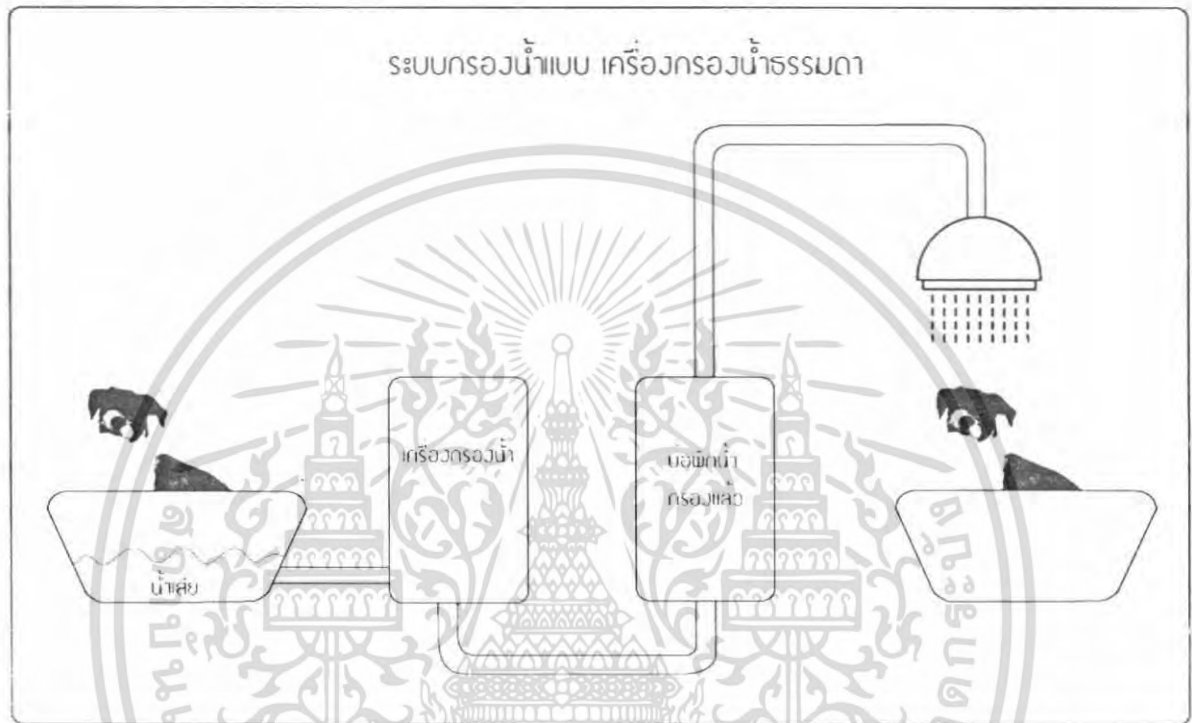 ระบบกรองน้ำแบบ เครื่องกรองน้ำธรรมดา
เครื่องกรองน้ำ
บ่อพักน้ำ
กรองแล้ว
น้ำเสีย